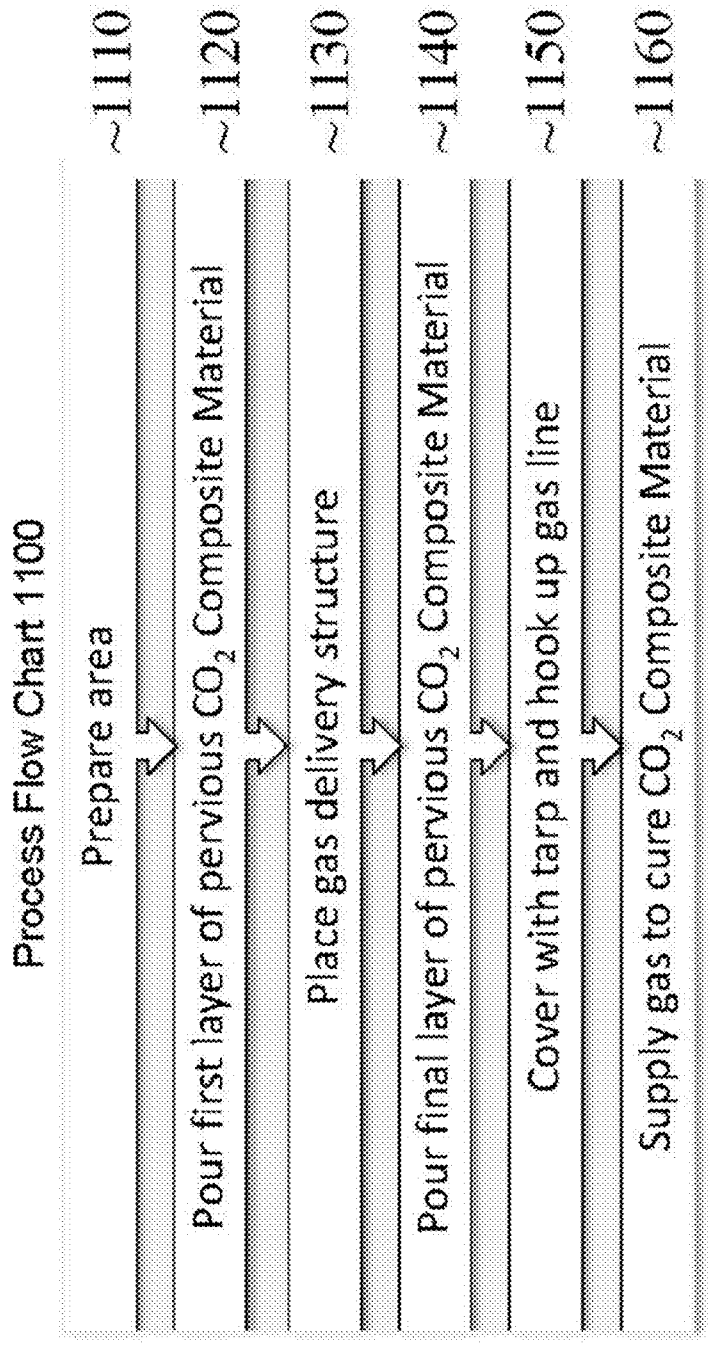 Process Flow Chart 1100
Prepare area ~1110
Pour first layer of pervious CO₂ Composite Material ~1120
Place gas delivery structure ~1130
Pour final layer of pervious CO₂ Composite Material ~1140
Cover with tarp and hook up gas line ~1150
Supply gas to cure CO₂ Composite Material ~1160